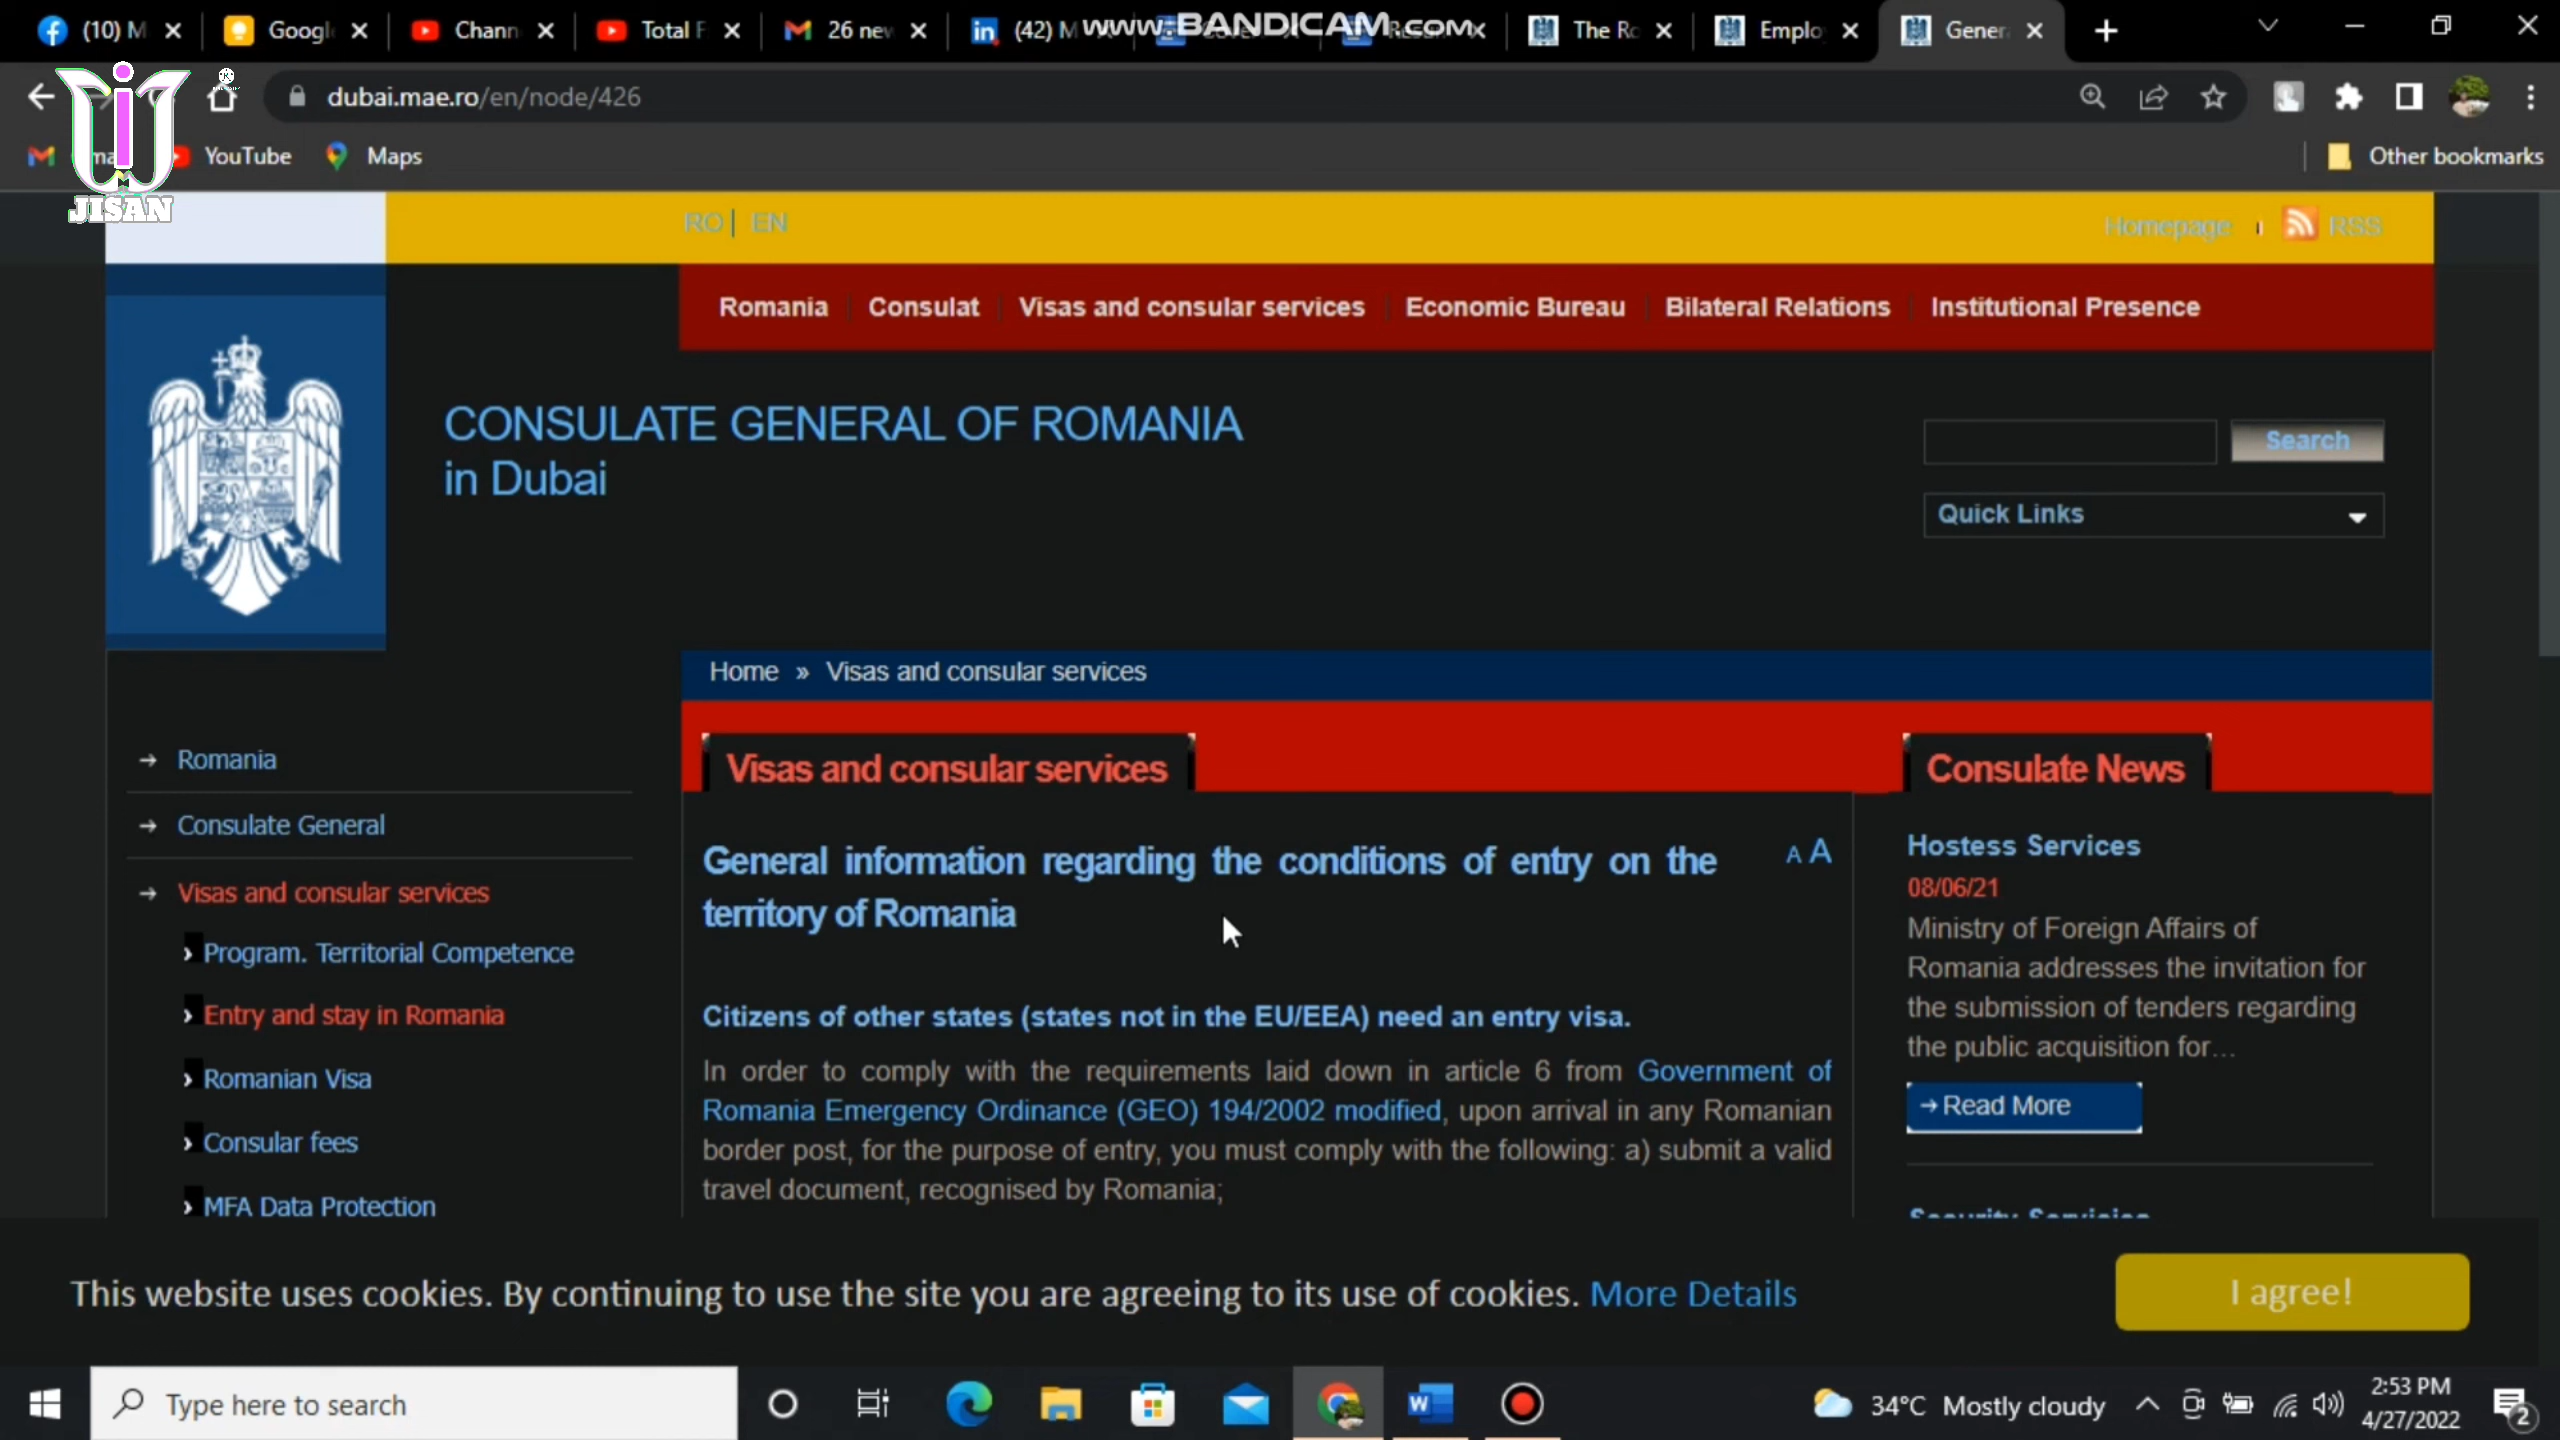 (10) M
Googl
Chann
Total F
26 nev
(42) M
www.BANDICAM.com
The Ro
Emplo
Gener
dubai.mae.ro/en/node/426
YouTube
Maps
Other bookmarks
JISAN
RO | EN
Homepage
RSS
Romania
Consulat
Visas and consular services
Economic Bureau
Bilateral Relations
Institutional Presence
CONSULATE GENERAL OF ROMANIA
in Dubai
Search
Quick Links
Home » Visas and consular services
→ Romania
→ Consulate General
→ Visas and consular services
› Program. Territorial Competence
› Entry and stay in Romania
› Romanian Visa
› Consular fees
› MFA Data Protection
Visas and consular services
General information regarding the conditions of entry on the
territory of Romania
A A
Citizens of other states (states not in the EU/EEA) need an entry visa.
In order to comply with the requirements laid down in article 6 from Government of
Romania Emergency Ordinance (GEO) 194/2002 modified, upon arrival in any Romanian
border post, for the purpose of entry, you must comply with the following: a) submit a valid
travel document, recognised by Romania;
Consulate News
Hostess Services
08/06/21
Ministry of Foreign Affairs of
Romania addresses the invitation for
the submission of tenders regarding
the public acquisition for...
→ Read More
This website uses cookies. By continuing to use the site you are agreeing to its use of cookies. More Details
I agree!
Type here to search
34°C Mostly cloudy
2:53 PM
4/27/2022
2